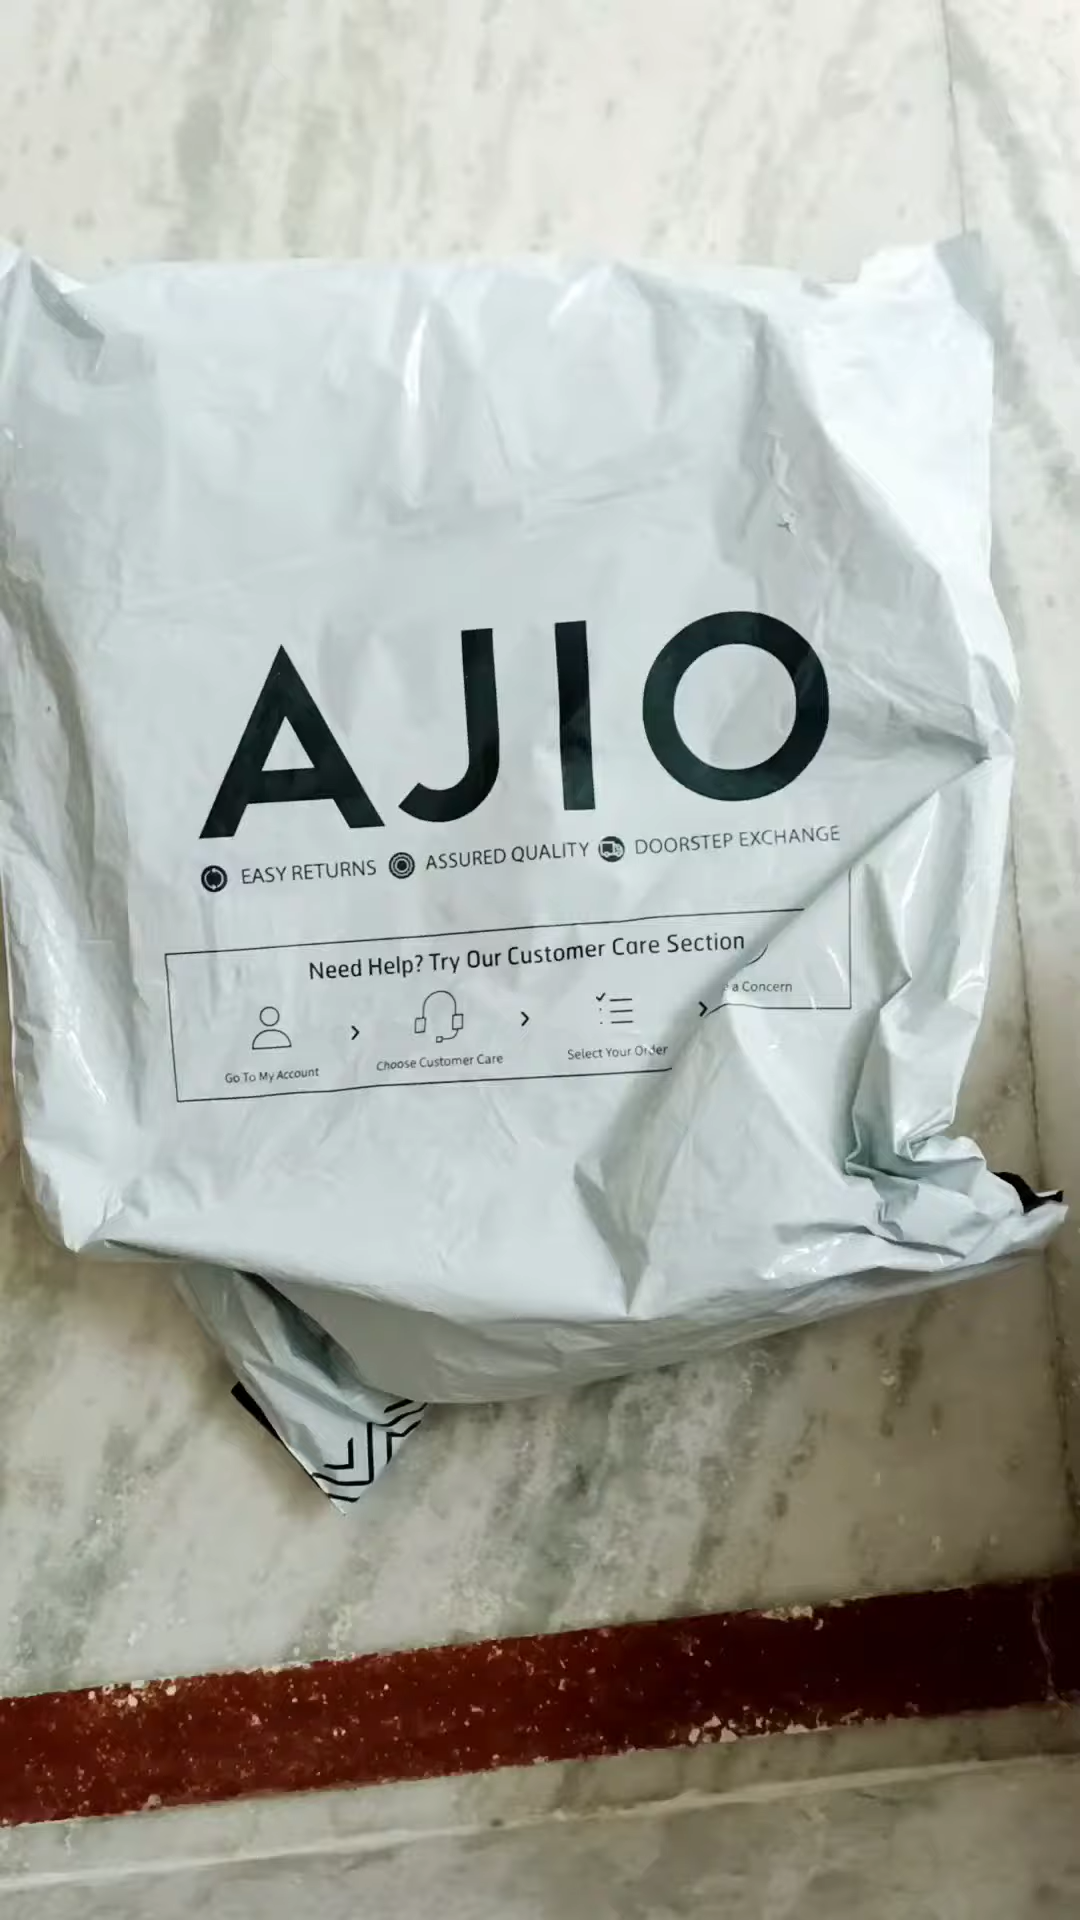 AJIO
EASY RETURNS ASSURED QUALITY DOORSTEP EXCHANGE
Need Help? Try Our Customer Care Section
Go To My Account > Choose Customer Care > Select Your Order > a Concern